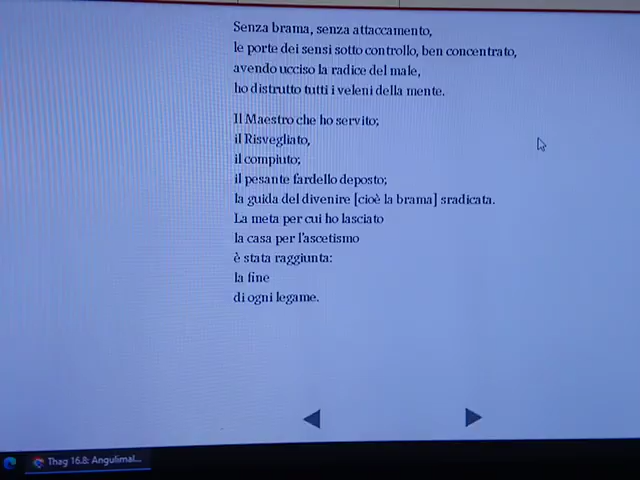 Senza brama, senza attaccamento,
le porte dei sensi sotto controllo, ben concentrato,
avendo ucciso la radice del male,
ho distrutto tutti i veleni della mente.
Il Maestro che ho servito;
il Risvegliato,
il compiuto;
il pesante fardello deposto;
la guida del divenire [cioè la brama] sradicata.
La meta per cui ho lasciato
la casa per l'ascetismo
è stata raggiunta:
la fine
di ogni legame.
Thag 16.8: Angulimal...